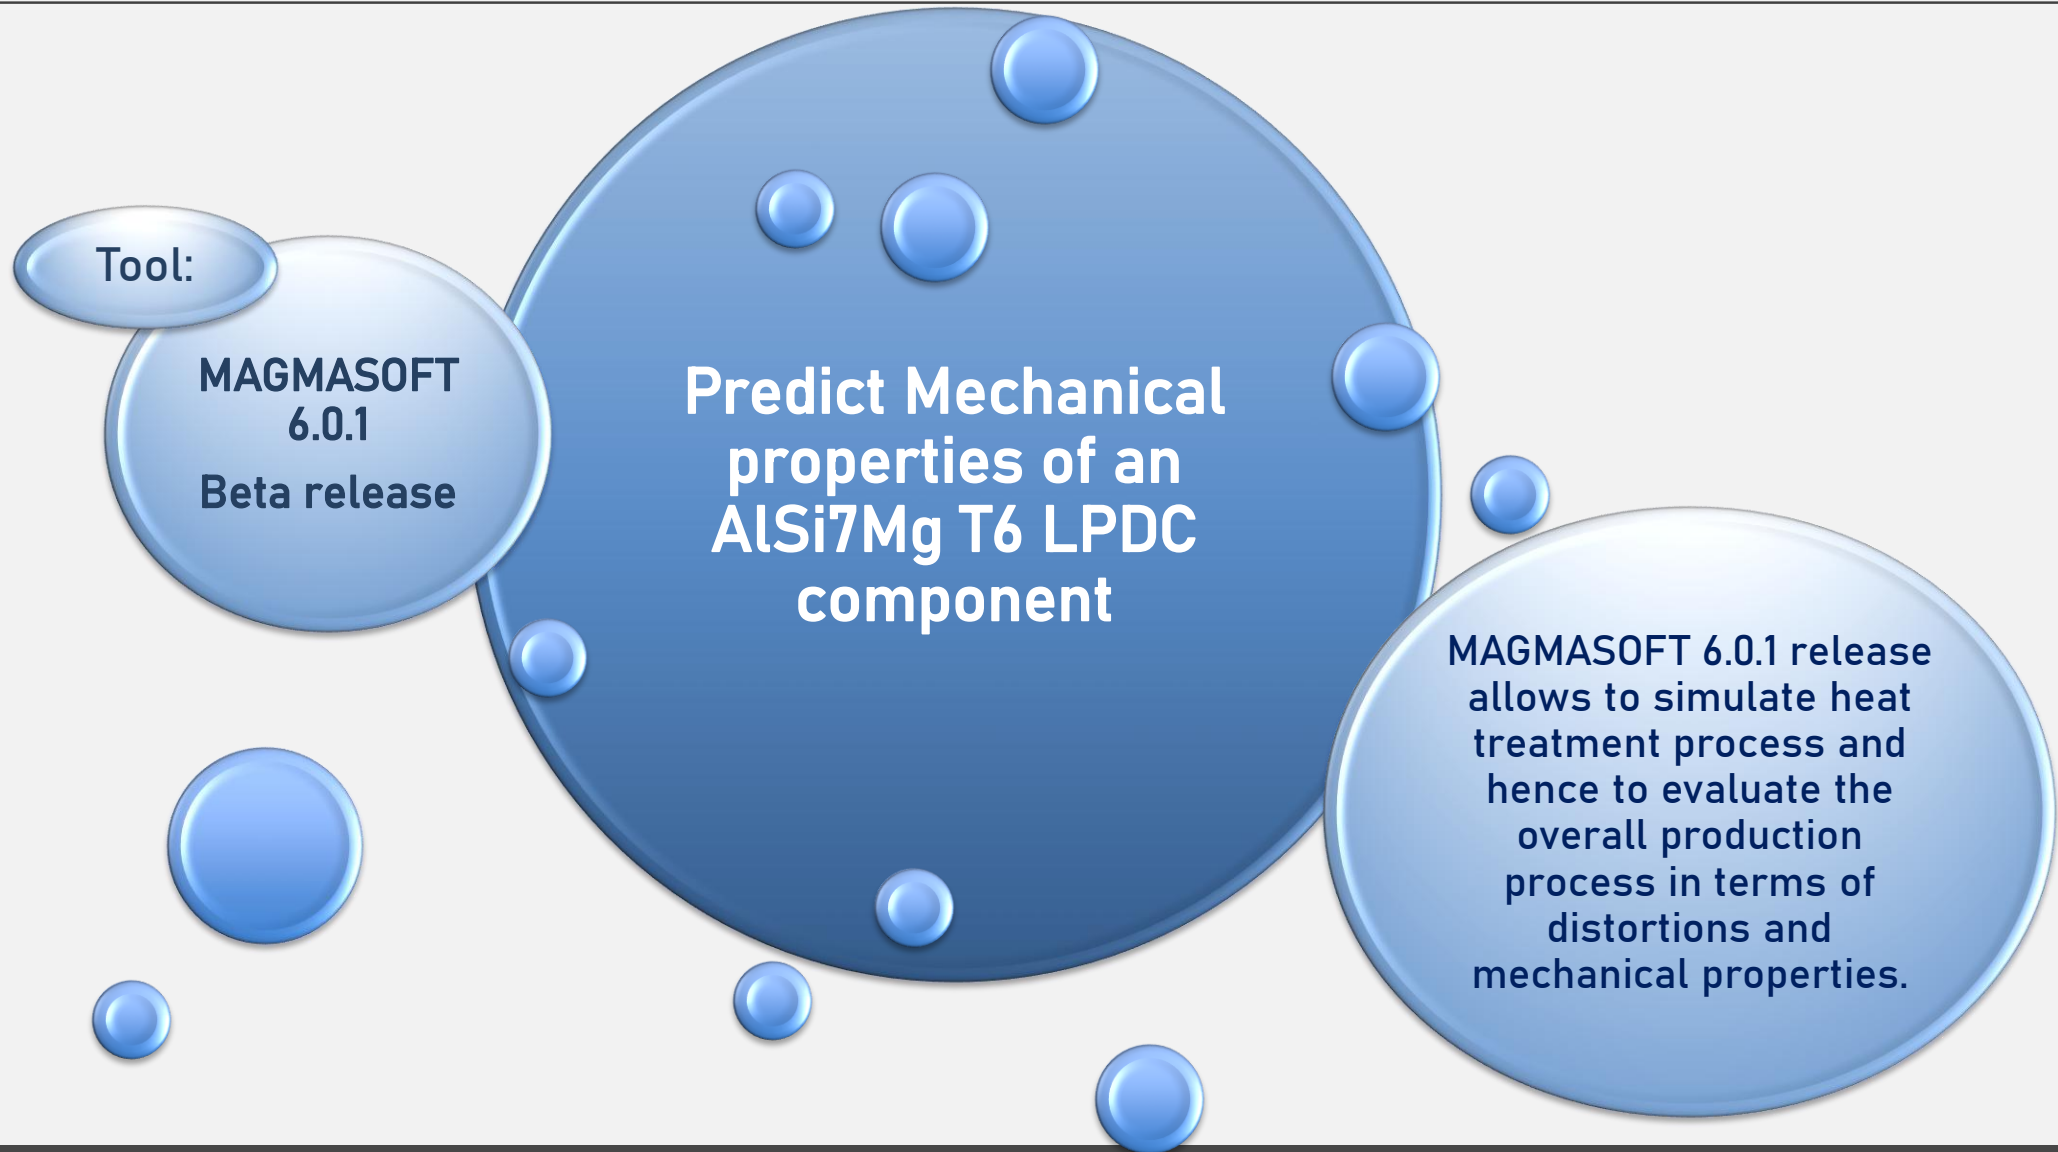 Tool:
MAGMASOFT
6.0.1
Beta release
Predict Mechanical
properties of an
AlSi7Mg T6 LPDC
component
MAGMASOFT 6.0.1 release
allows to simulate heat
treatment process and
hence to evaluate the
overall production
process in terms of
distortions and
mechanical properties.